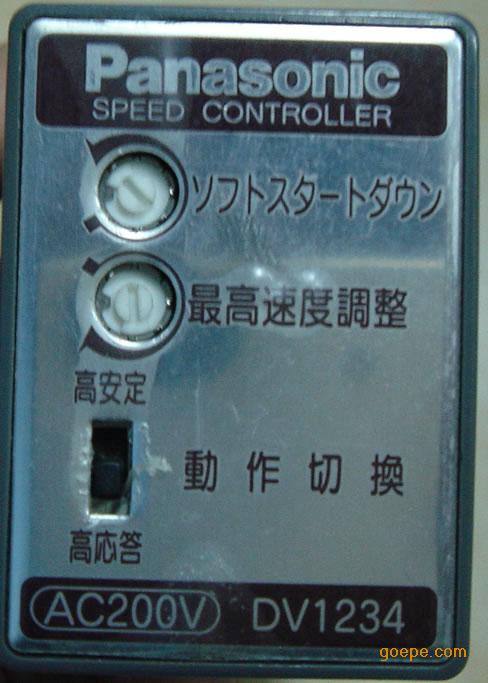 Panasonic
SPEED CONTROLLER
ソフトスタートダウン
最高速度調整
高安定
動作切換
高応答
AC200V DV1234
goepe.com